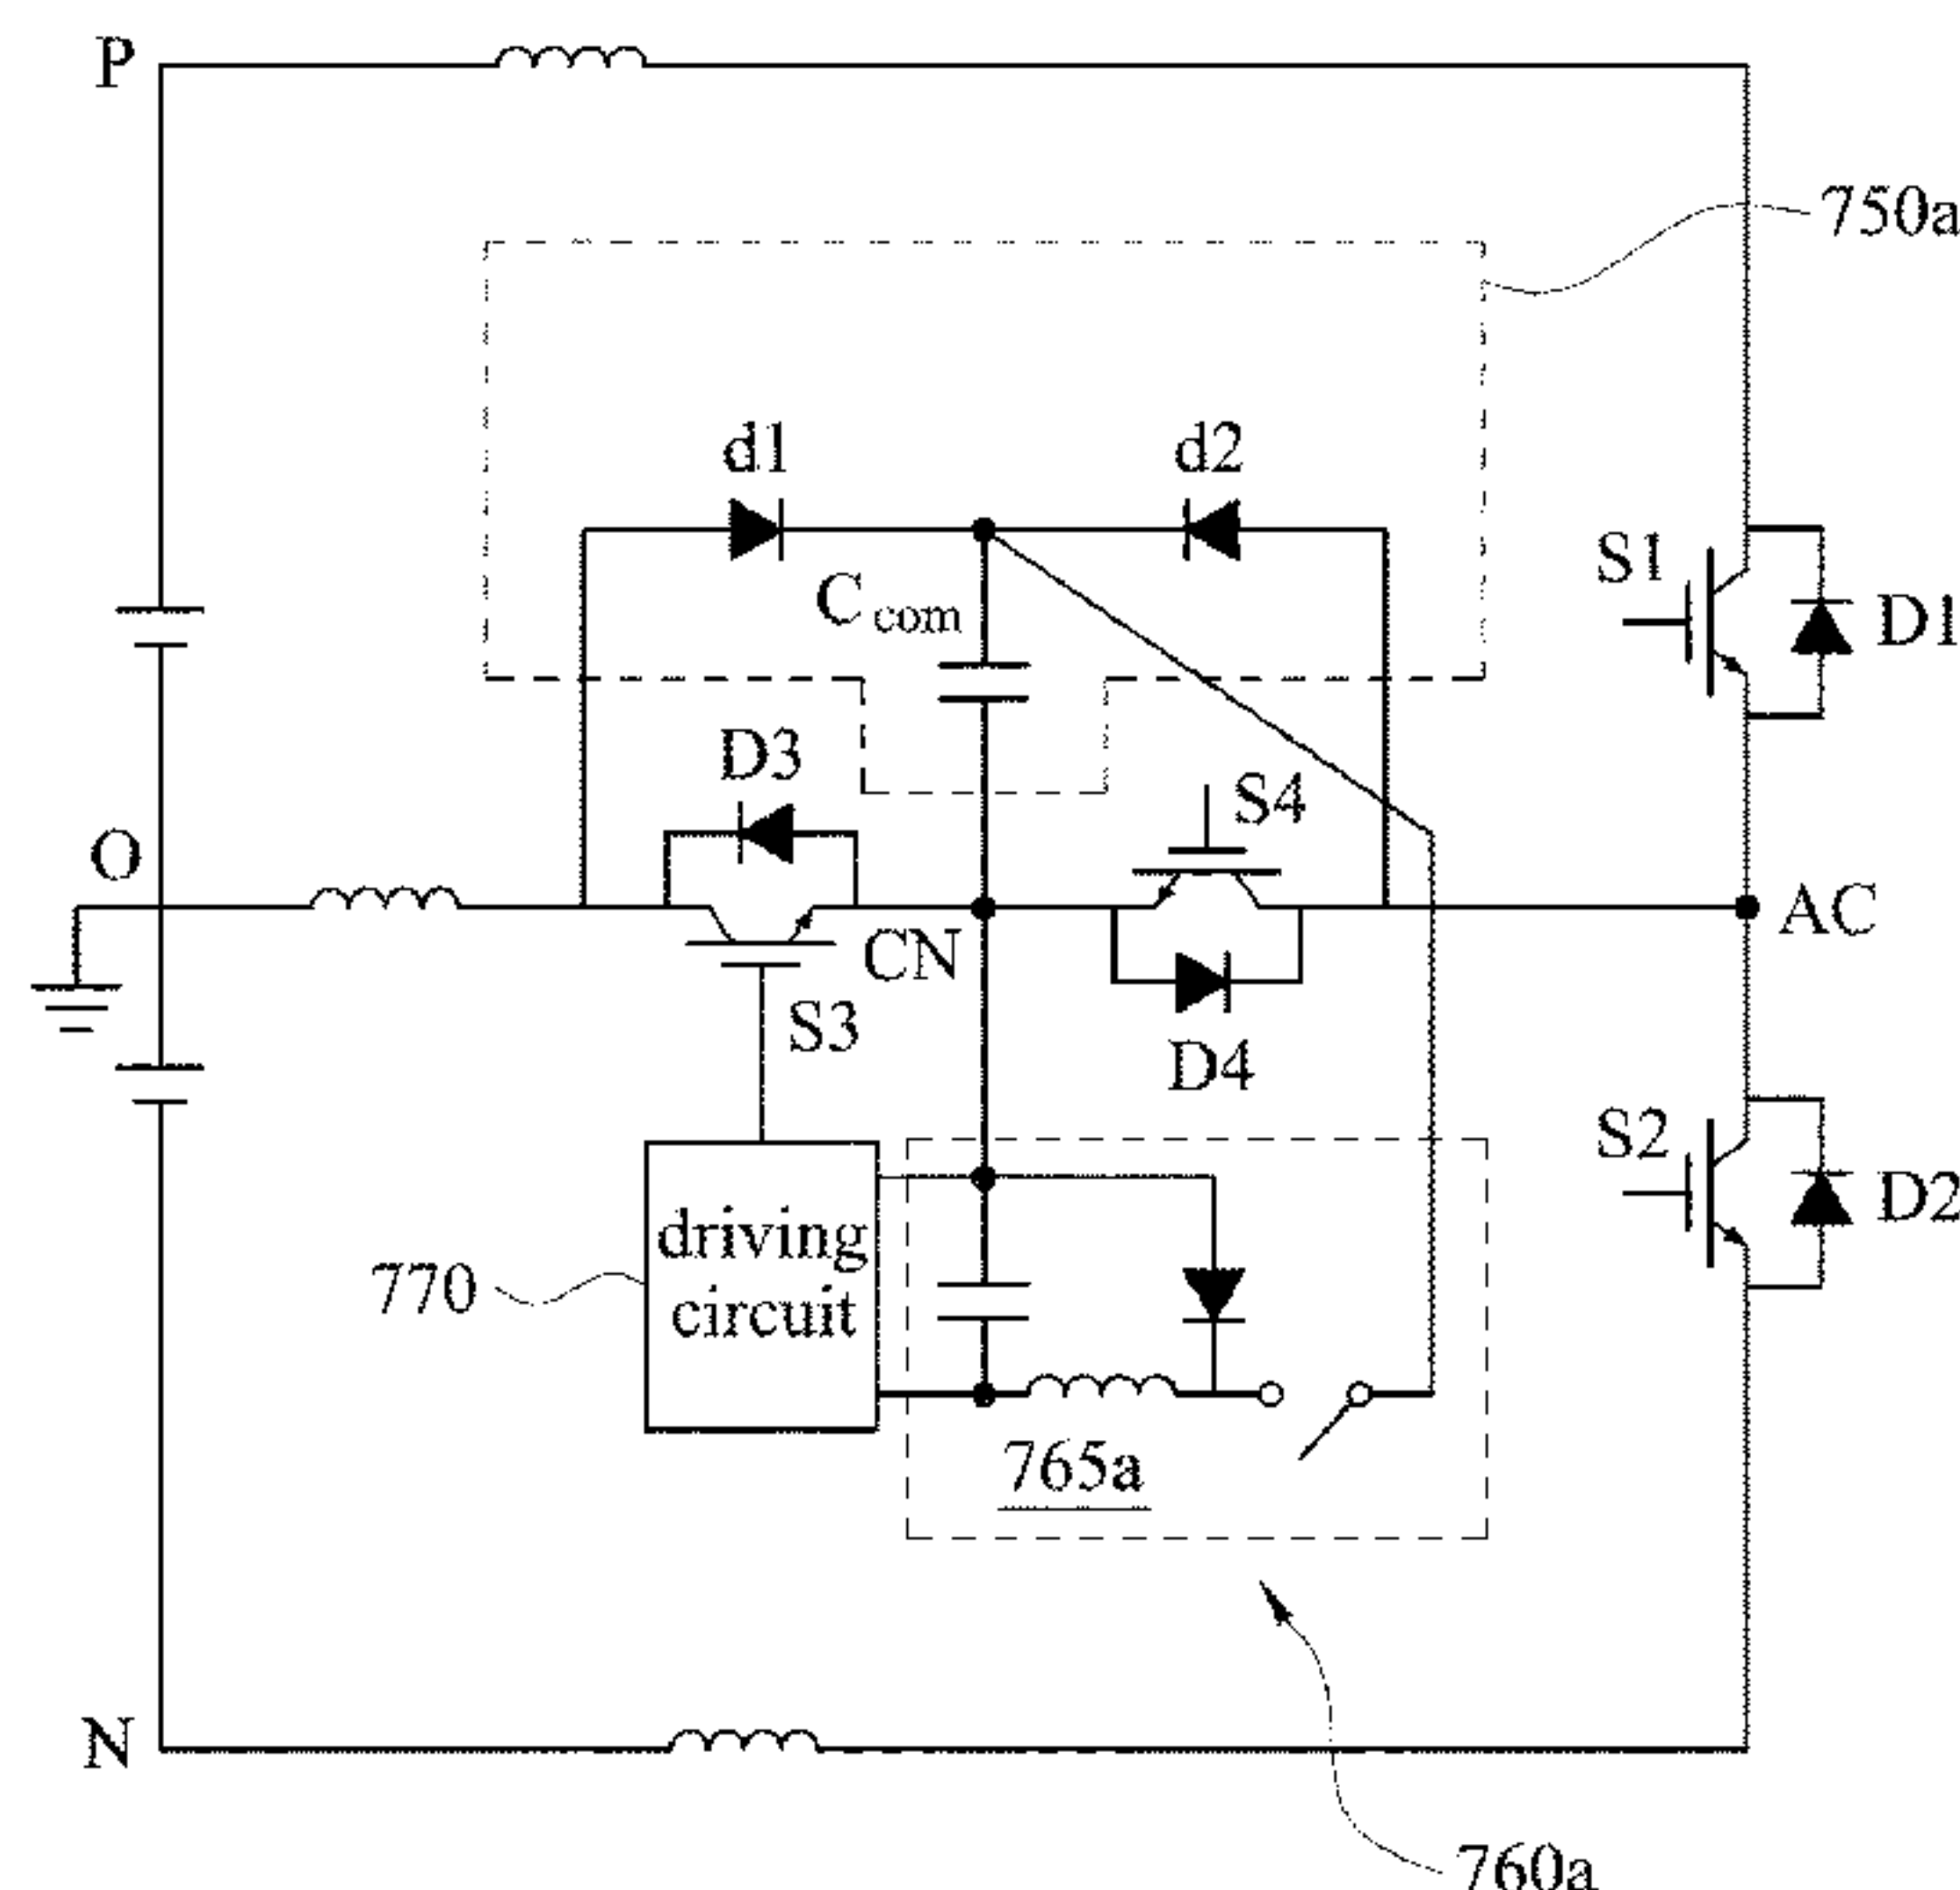 P
750a
d1
d2
S1
C com
D1
D3
S4
O
AC
CN
S3
D4
S2
D2
driving
circuit
770
765a
N
760a